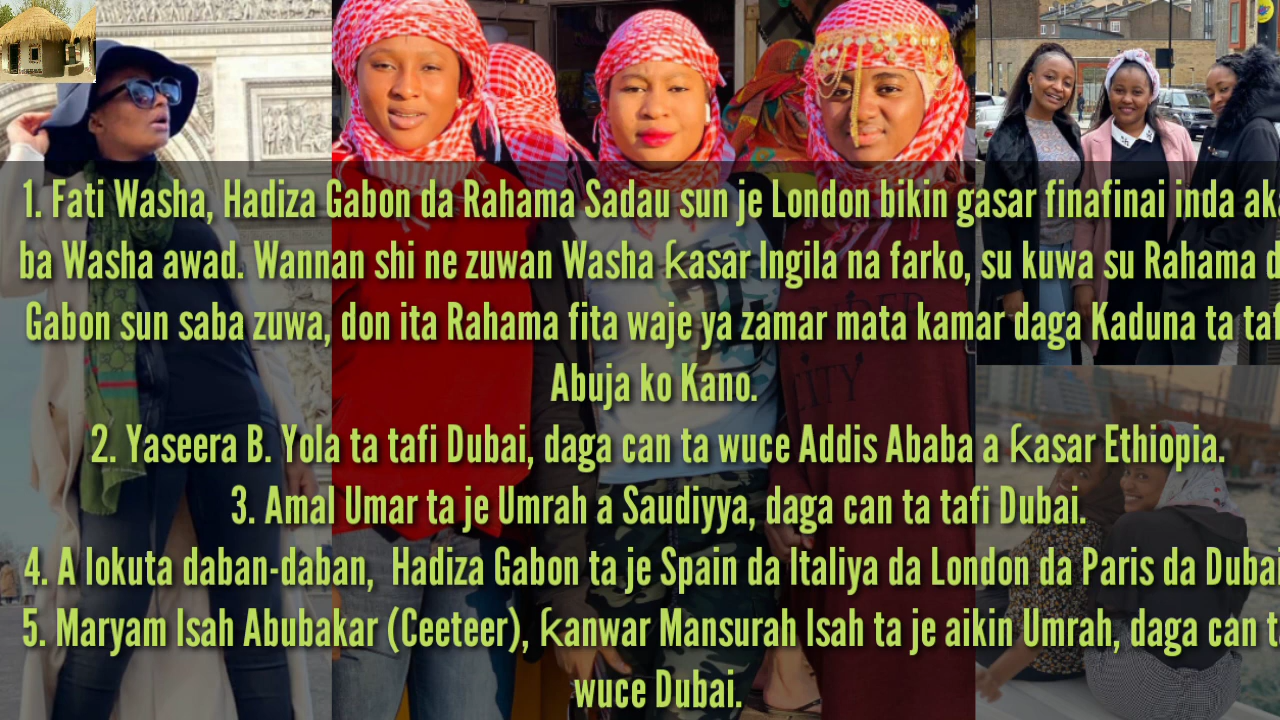 1. Fati Washa, Hadiza Gabon da Rahama Sadau sun je London bikin gasar finafinai inda
ba Washa awad. Wannan shi ne zuwan Washa ƙasar Ingila na farko, su kuwa su Rahama
Gabon sun saba zuwa, don ita Rahama fita waje ya zamar mata kamar daga Kaduna ta
Abuja ko Kano.
2. Yaseera B. Yola ta tafi Dubai, daga can ta wuce Addis Ababa a ƙasar Ethiopia.
3. Amal Umar ta je Umrah a Saudiyya, daga can ta tafi Dubai.
4. A lokuta daban-daban, Hadiza Gabon ta je Spain da Italiya da London da Paris da Dubai
5. Maryam Isah Abubakar (Ceeteer), ƙanwar Mansurah Isah ta je aikin Umrah, daga can
wuce Dubai.